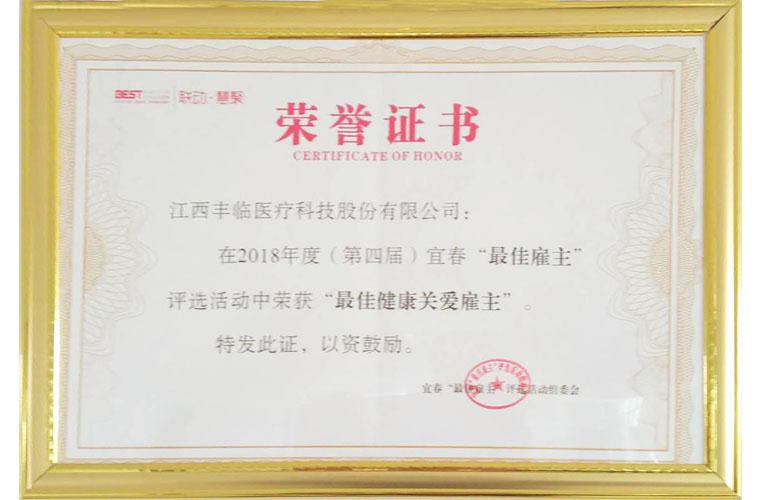 BEST 联动·慧聚
荣誉证书
CERTIFICATE OF HONOR
江西丰临医疗科技股份有限公司：
在2018年度（第四届）宜春“最佳雇主”
评选活动中荣获“最佳健康关爱雇主”。
特发此证，以资鼓励。
宜春“最佳雇主”评选活动组委会